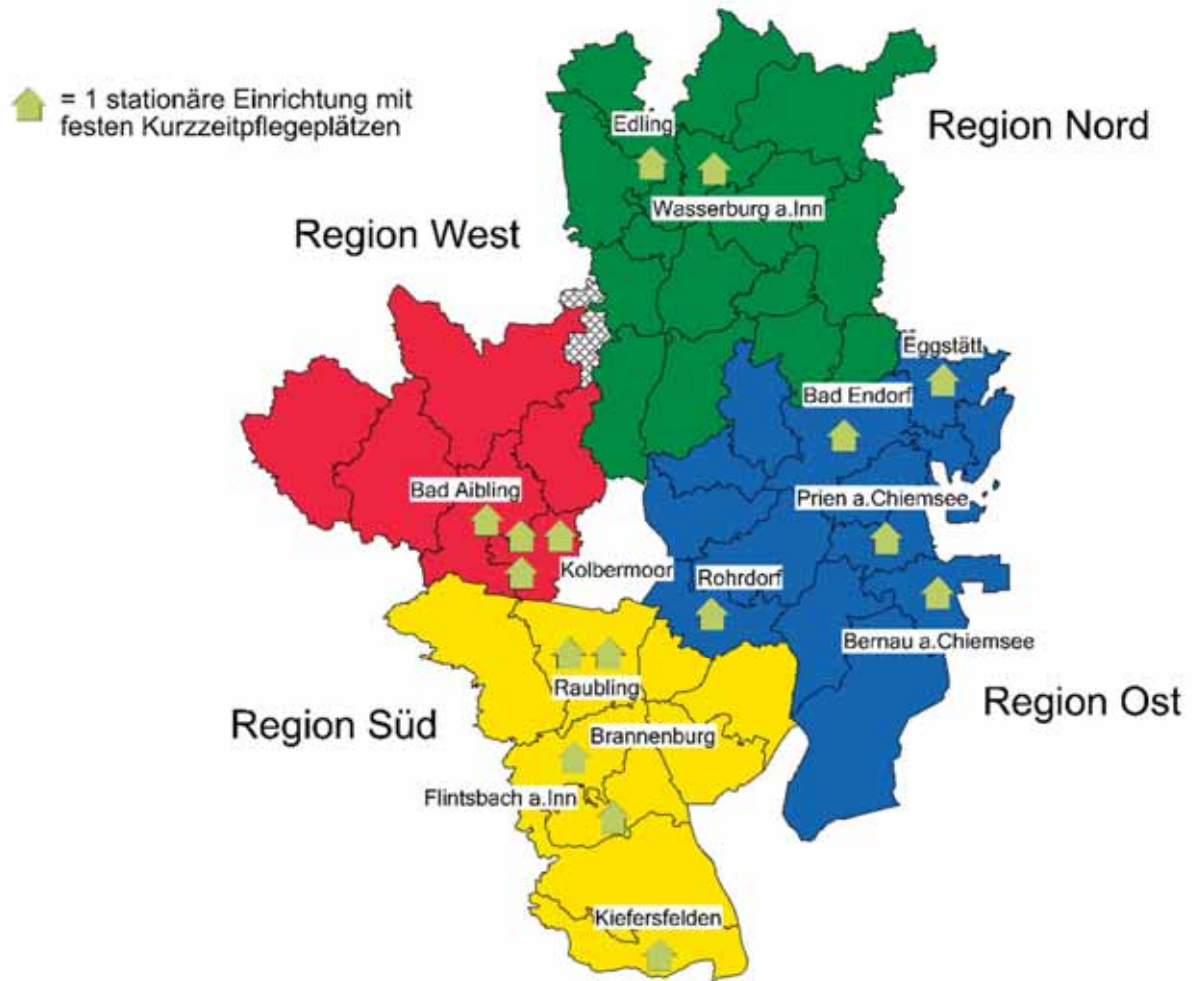 = 1 stationäre Einrichtung mit
festen Kurzzeitpflegeplätzen
Region Nord
Edling
Wasserburg a.Inn
Region West
Eggstätt
Bad Endorf
Bad Aibling
Prien a.Chiemsee
Kolbermoor
Rohrdorf
Bernau a.Chiemsee
Raubling
Region Ost
Region Süd
Brannenburg
Flintsbach a.Inn
Kiefersfelden